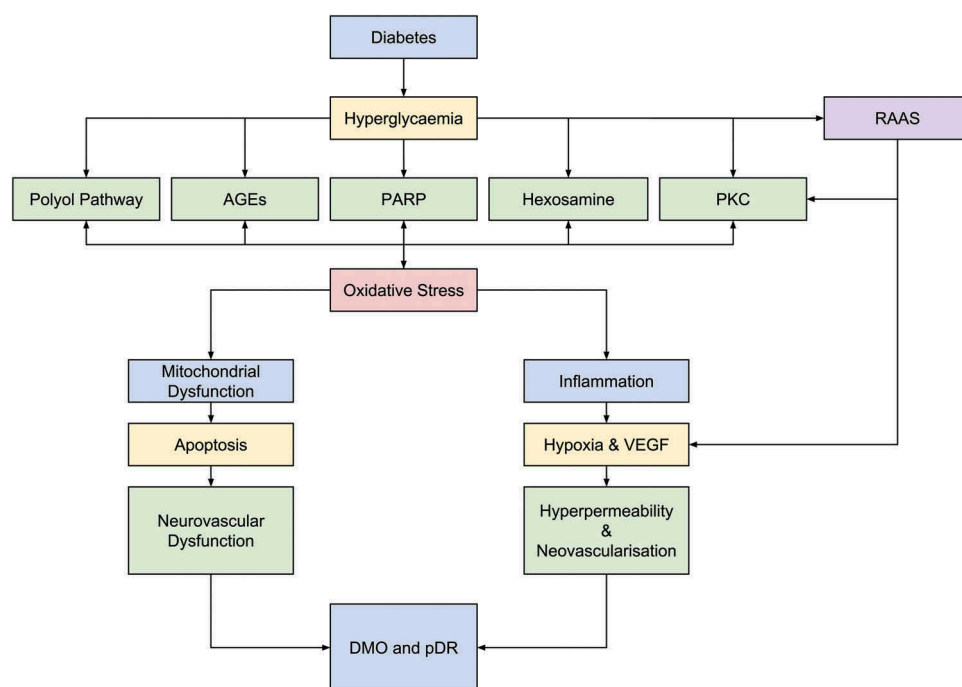 Diabetes
Hyperglycaemia
RAAS
Polyol Pathway
AGEs
PARP
Hexosamine
PKC
Oxidative Stress
Mitochondrial
Dysfunction
Inflammation
Apoptosis
Hypoxia & VEGF
Neurovascular
Dysfunction
Hyperpermeability
&
Neovascularisation
DMO and pDR